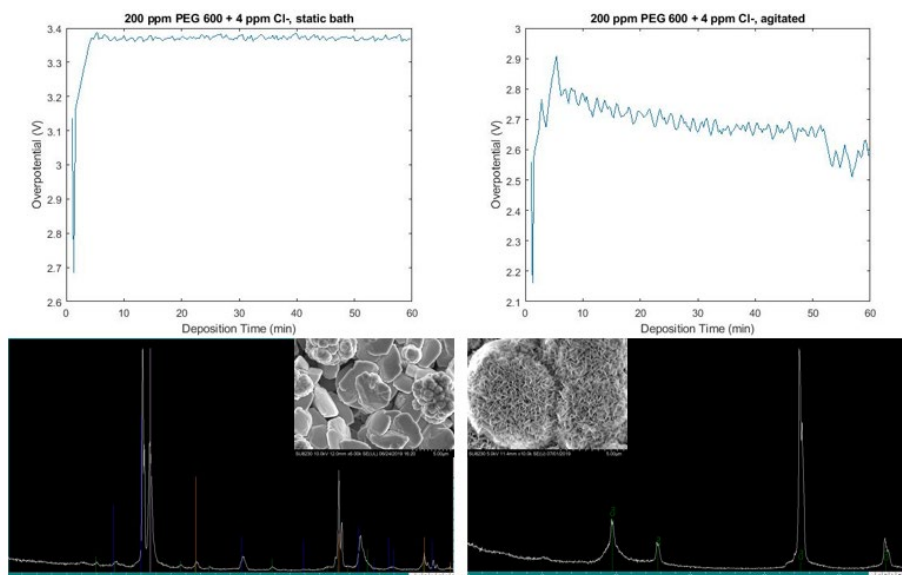 200 ppm PEG 600 + 4 ppm Cl-, static bath
3.4
3.3
3.2
3.1
3
2.9
2.8
2.7
2.6
Overpotential (V)
0 10 20 30 40 50 60
Deposition Time (min)
200 ppm PEG 600 + 4 ppm Cl-, agitated
3
2.9
2.8
2.7
2.6
2.5
2.4
2.3
2.2
2.1
Overpotential (V)
0 10 20 30 40 50 60
Deposition Time (min)
5.00µm
5.00µm